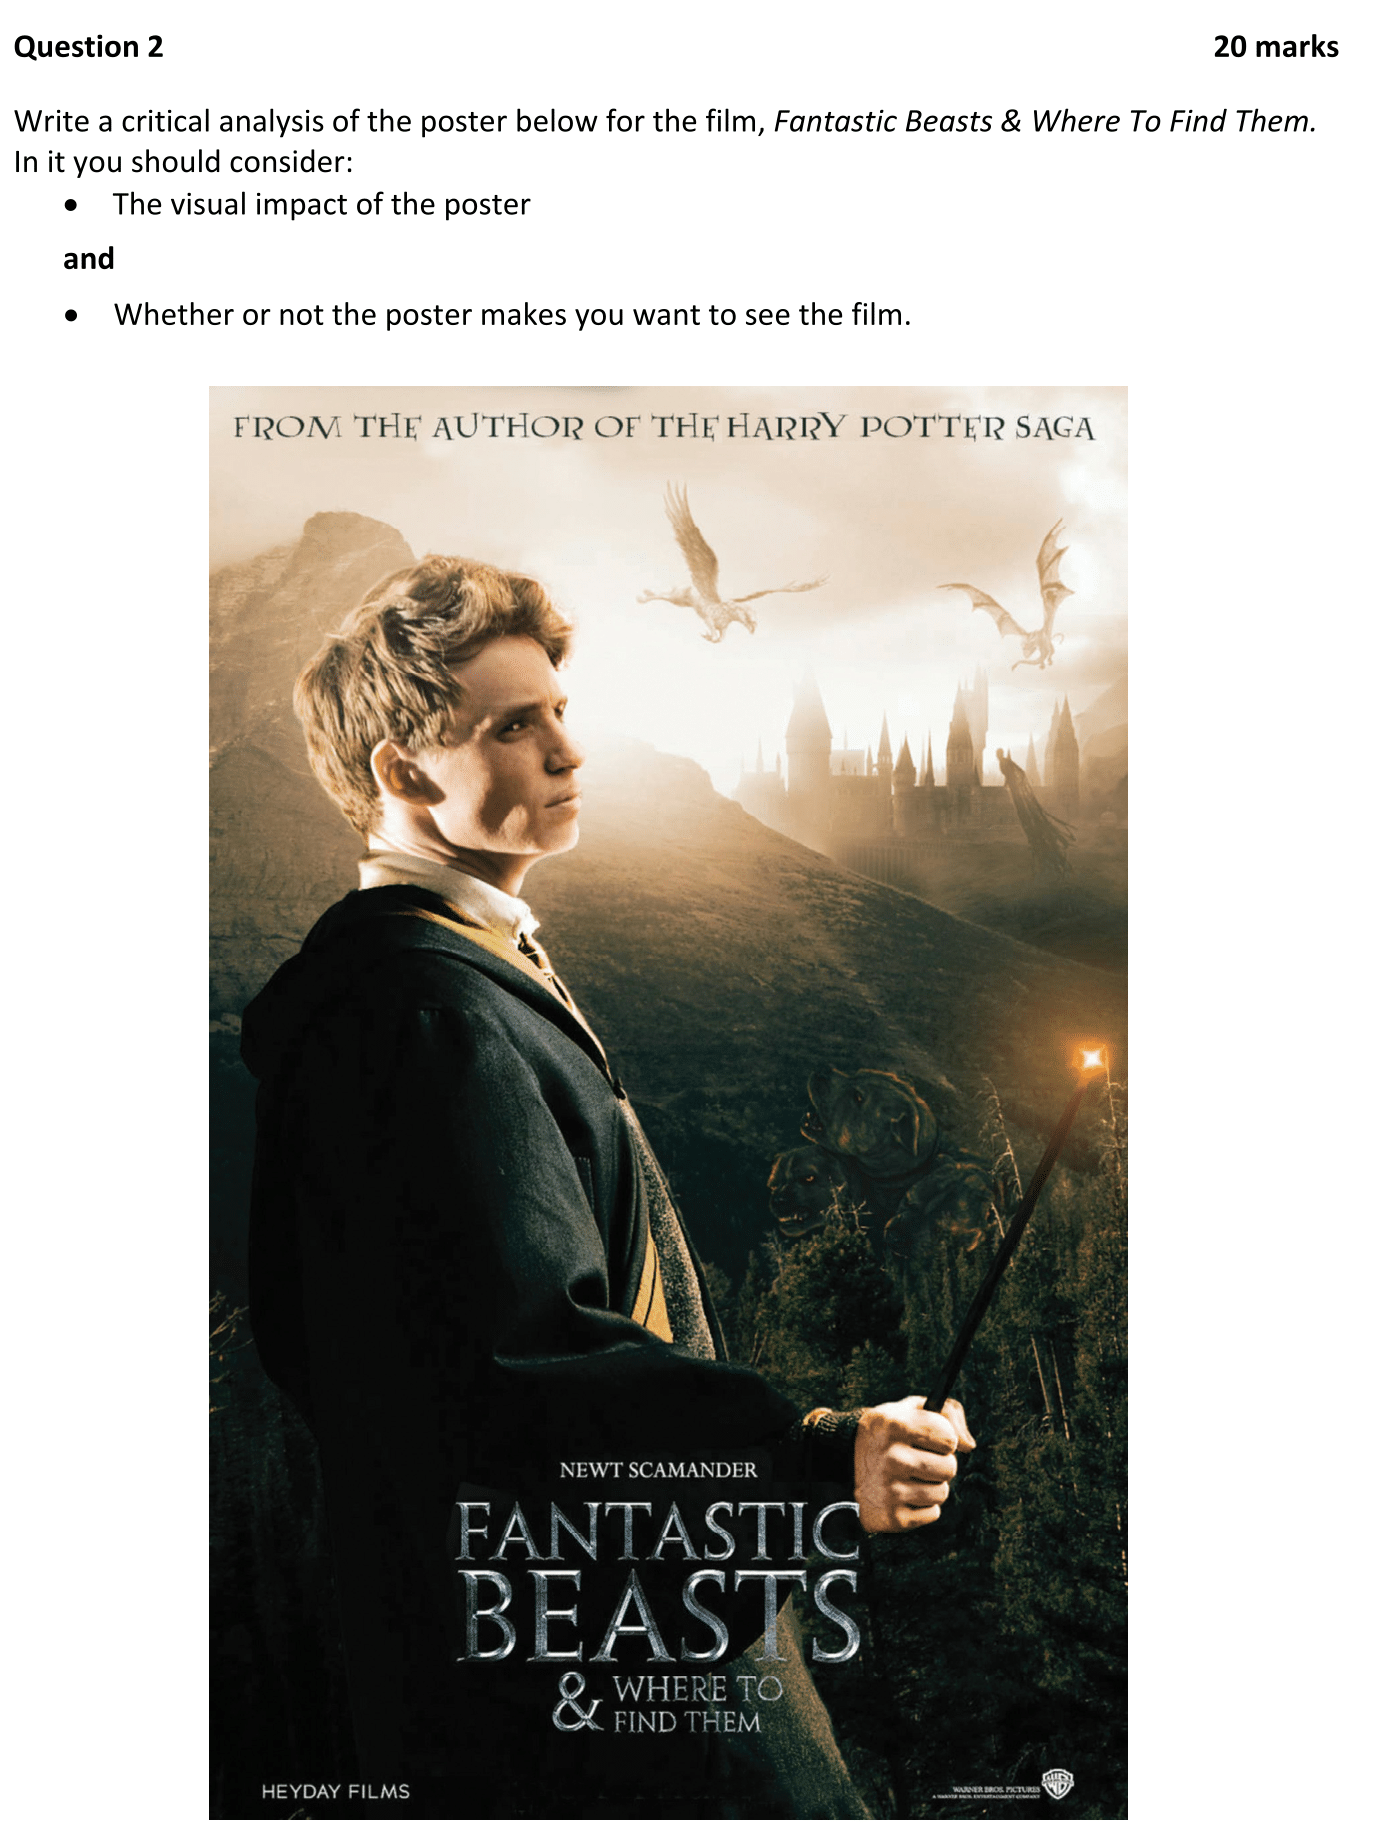 Question 2 20 marks
Write a critical analysis of the poster below for the film, Fantastic Beasts & Where To Find Them.
In it you should consider:
• The visual impact of the poster
and
• Whether or not the poster makes you want to see the film.
FROM THE AUTHOR OF THE HARRY POTTER SAGA
NEWT SCAMANDER
FANTASTIC
BEASTS
& WHERE TO
FIND THEM
HEYDAY FILMS
WARNER BROS. PICTURES